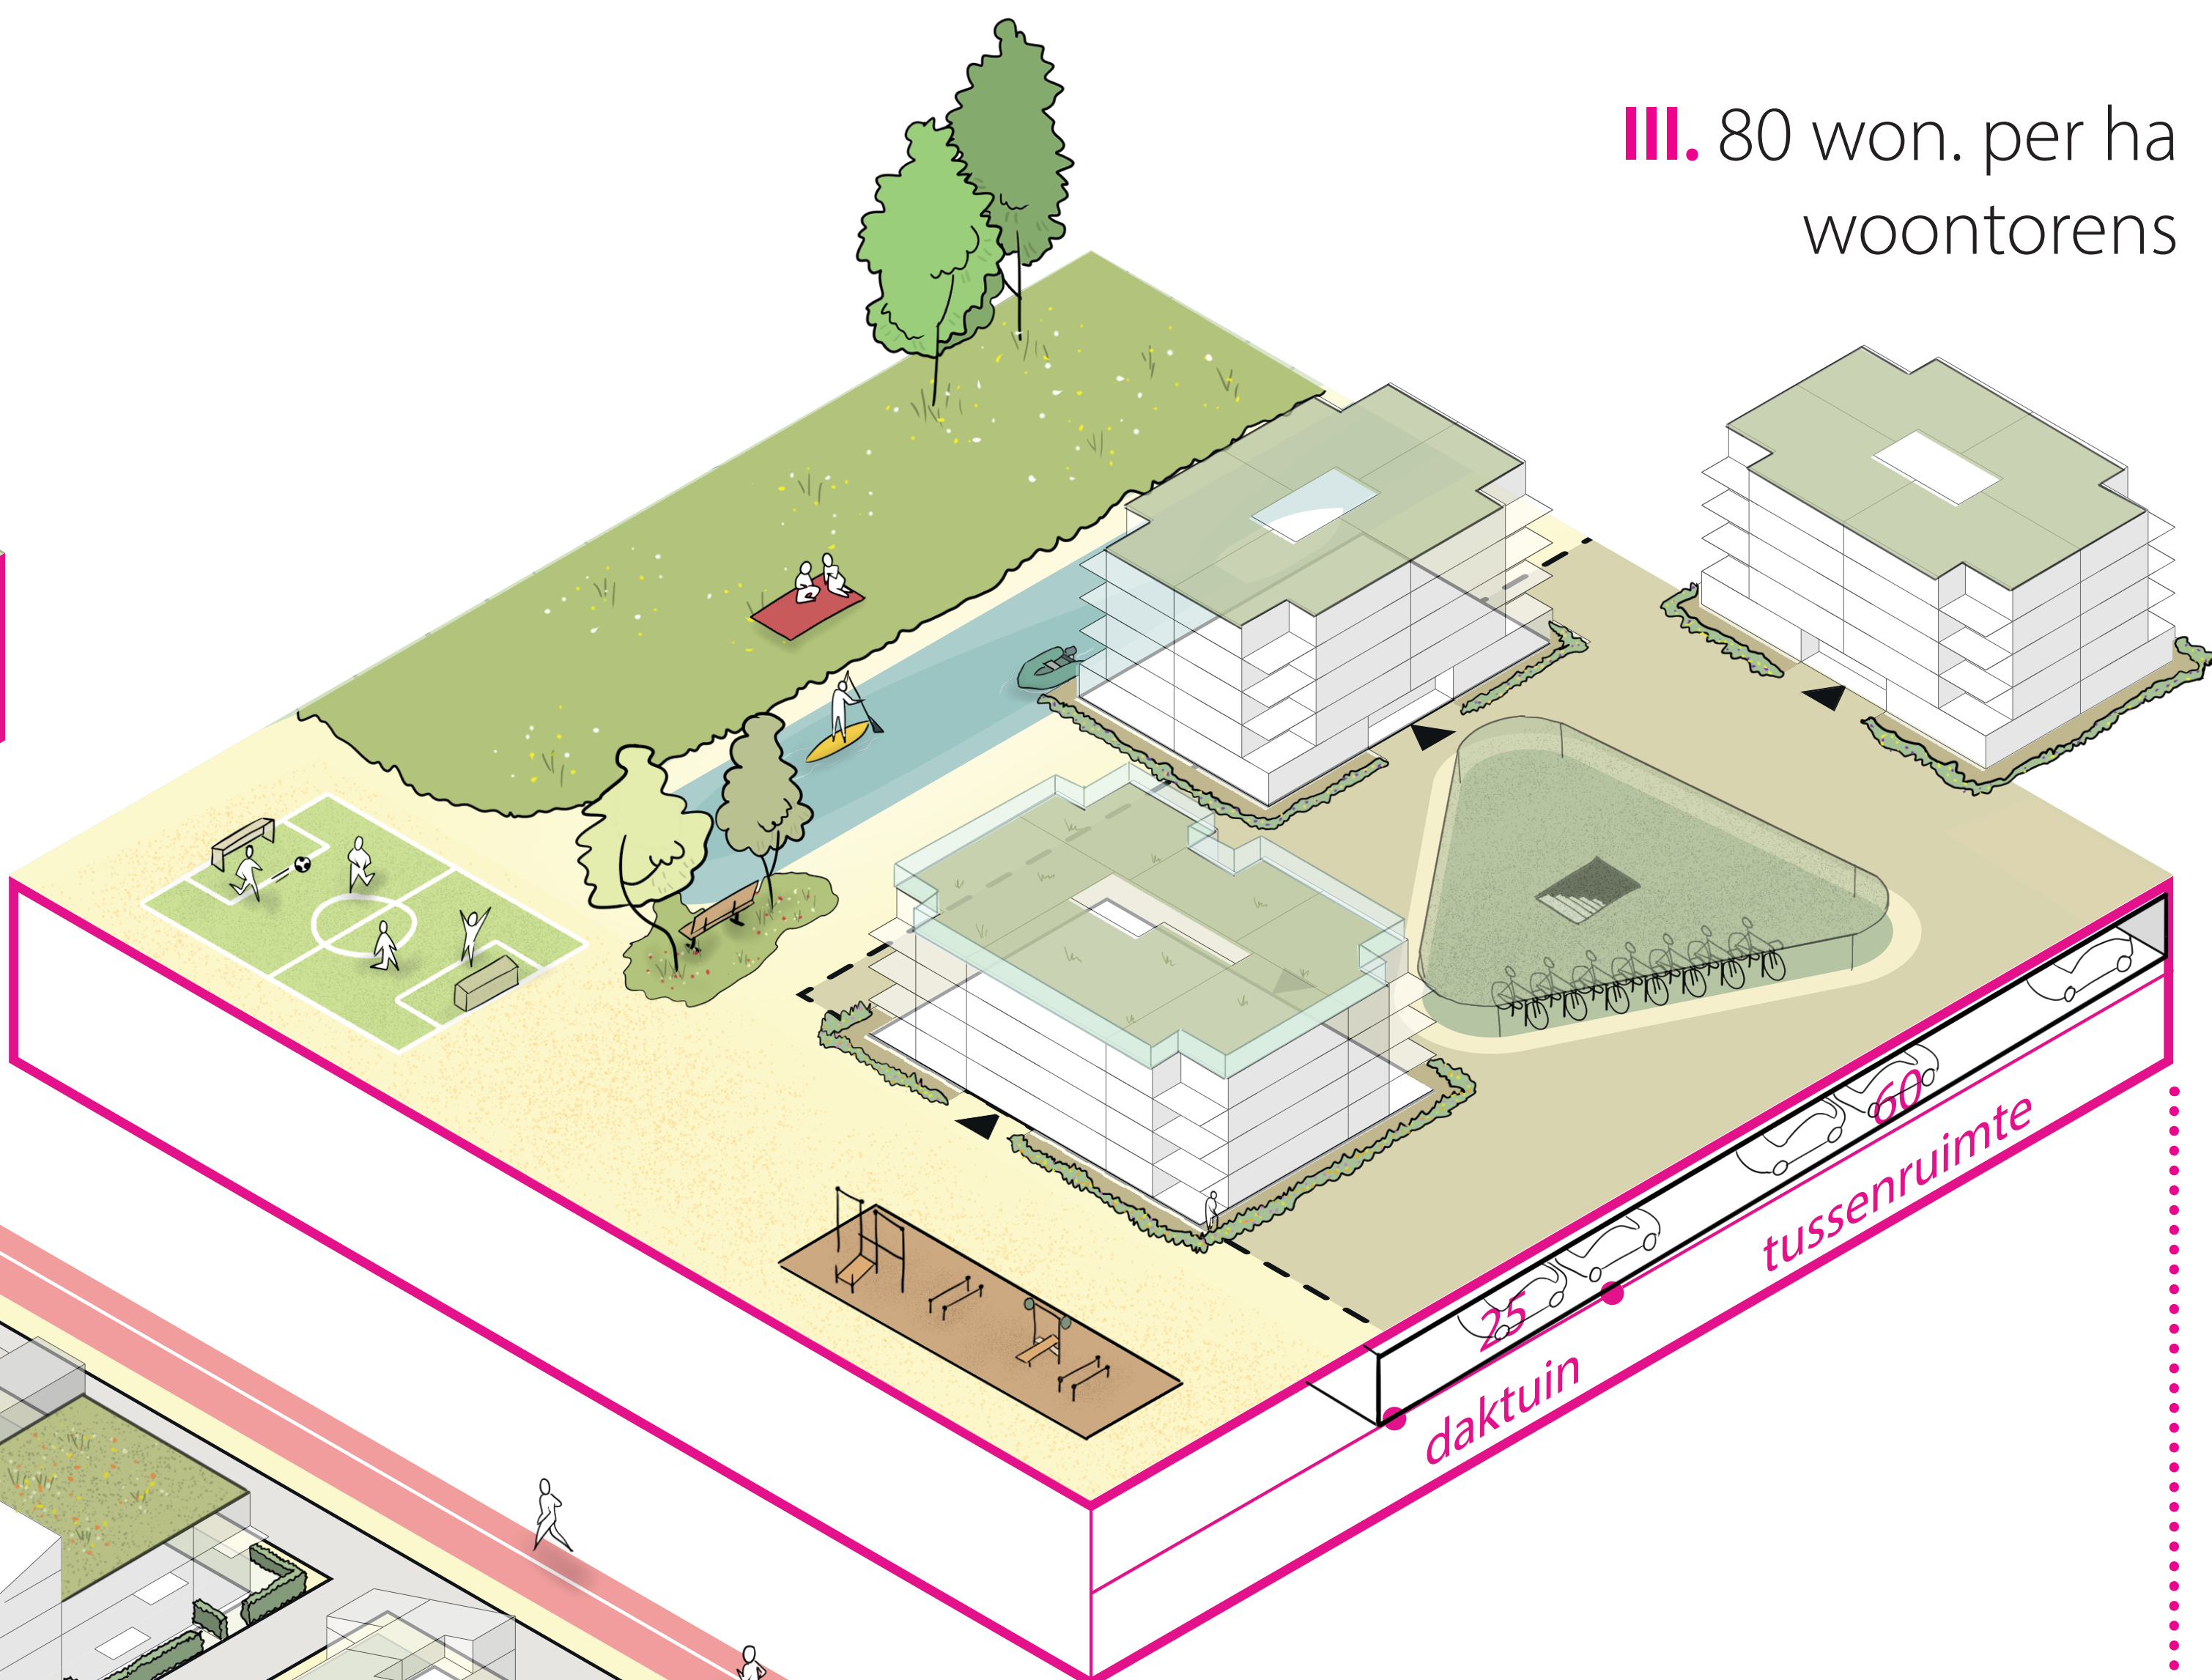 III. 80 won. per ha
woontorens
60
tussenruimte
25
daktuin